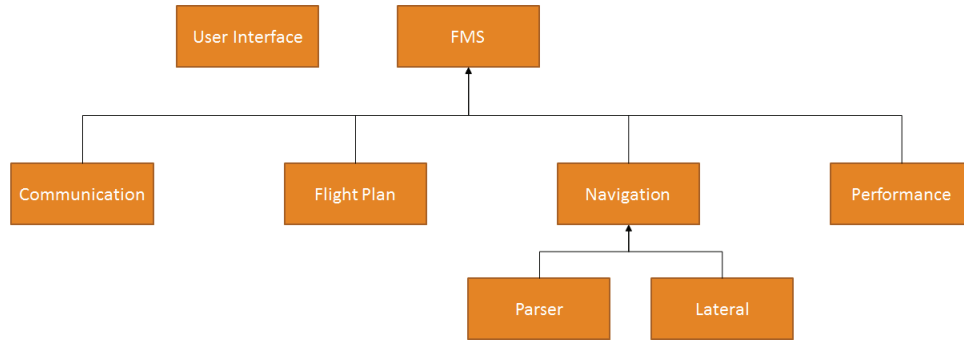 User Interface
FMS
Communication
Flight Plan
Navigation
Performance
Parser
Lateral